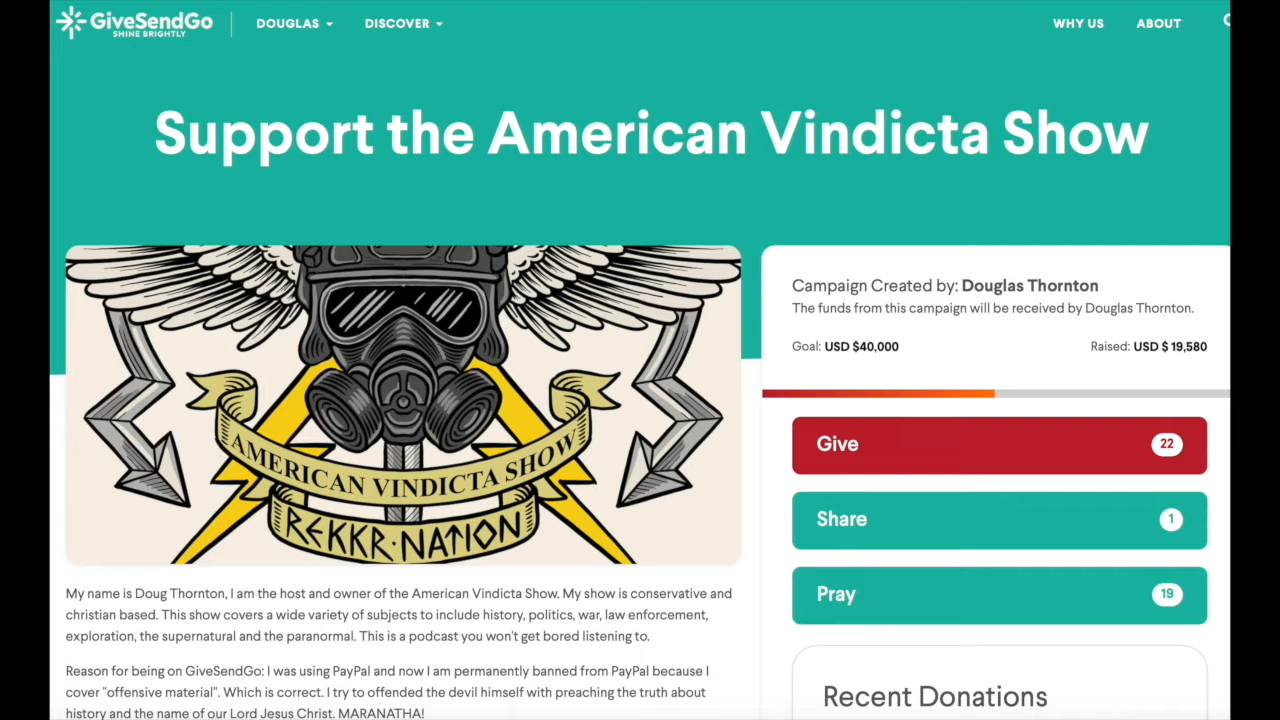 GiveSendGo
SHINE BRIGHTLY
DOUGLAS
DISCOVER
WHY US
ABOUT
Support the American Vindicta Show
AMERICAN VINDICTA SHOW
REKKR·NATION
Campaign Created by: Douglas Thornton
The funds from this campaign will be received by Douglas Thornton.
Goal: USD $40,000
Raised: USD $ 19,580
Give 22
Share 1
Pray 19
Recent Donations
My name is Doug Thornton, I am the host and owner of the American Vindicta Show. My show is conservative and
christian based. This show covers a wide variety of subjects to include history, politics, war, law enforcement,
exploration, the supernatural and the paranormal. This is a podcast you won't get bored listening to.
Reason for being on GiveSendGo: I was using PayPal and now I am permanently banned from PayPal because I
cover "offensive material". Which is correct. I try to offended the devil himself with preaching the truth about
history and the name of our Lord Jesus Christ. MARANATHA!